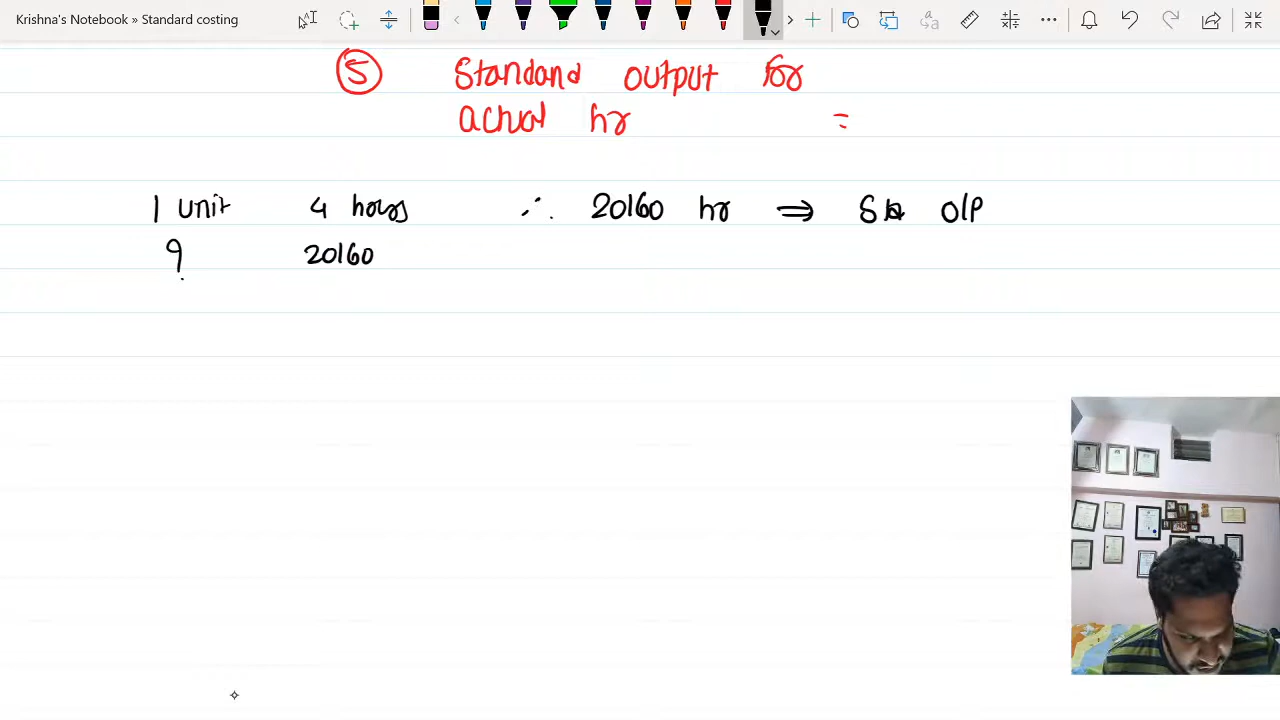 Krishna's Notebook » Standard costing
5 Standard output for
actual hr =
1 unit 4 hours ∴ 20160 hr ⇒ Std O/P
? 20160